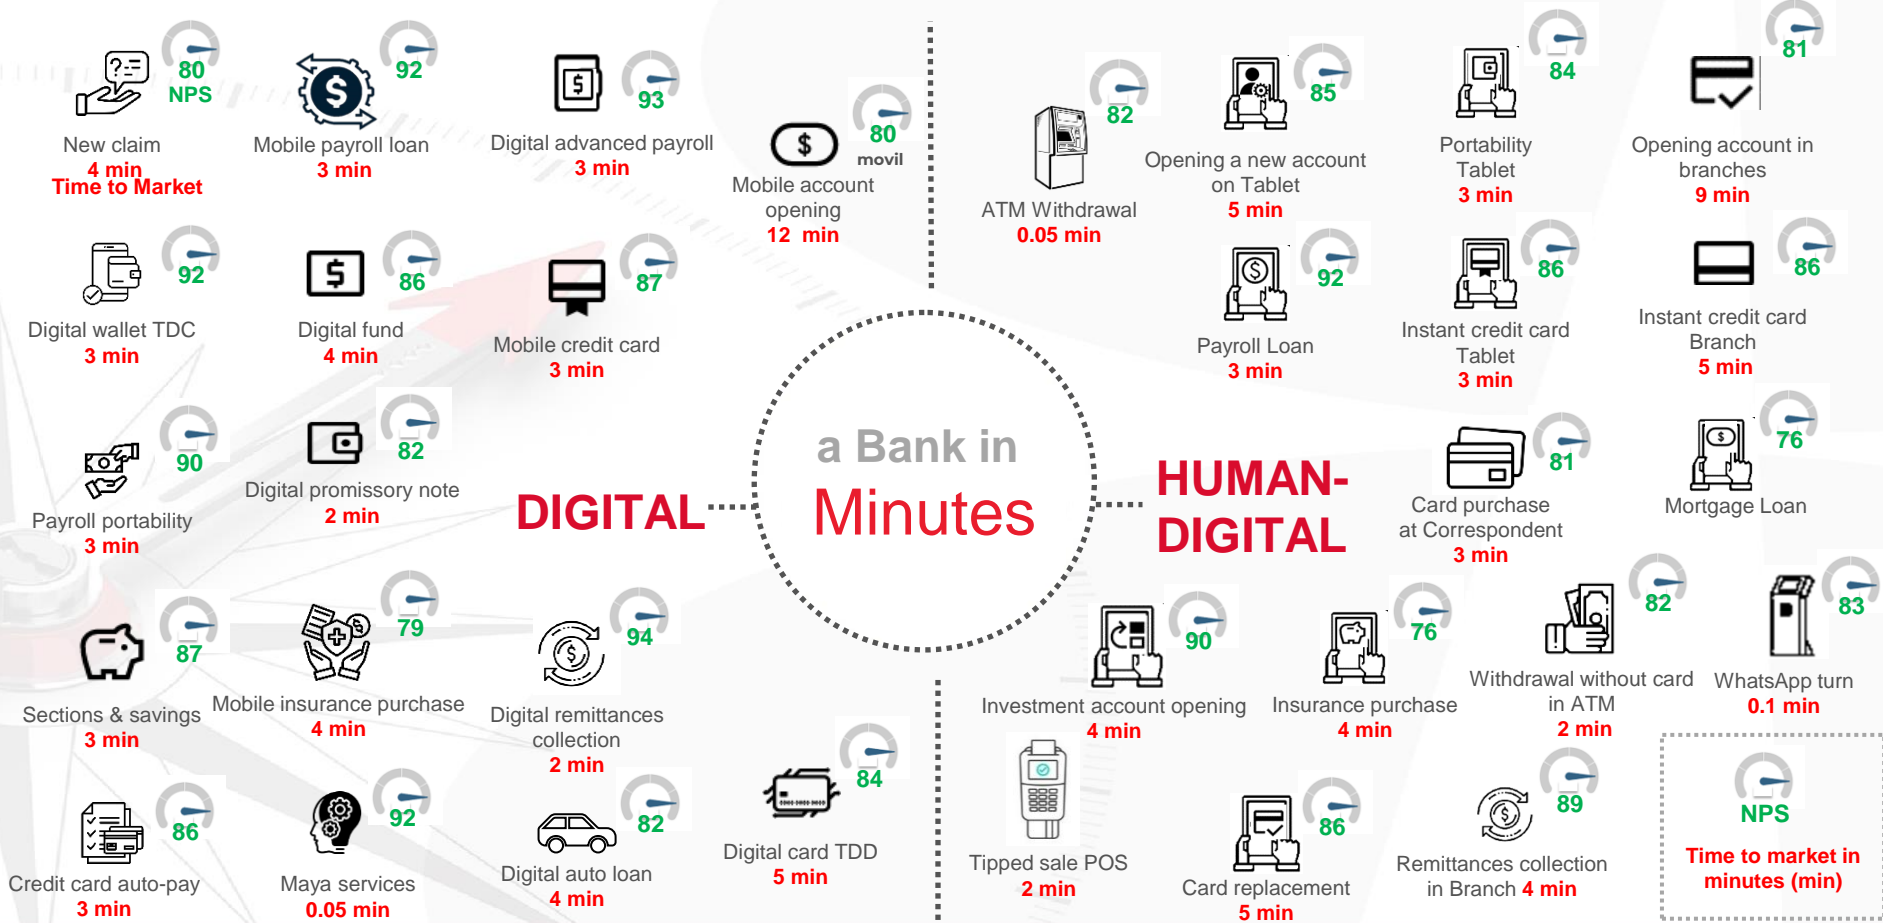 80
NPS
New claim
4 min
Time to Market
92
Mobile payroll loan
3 min
93
Digital advanced payroll
3 min
80
movil
Mobile account
opening
12 min
92
Digital wallet TDC
3 min
86
Digital fund
4 min
87
Mobile credit card
3 min
90
Payroll portability
3 min
82
Digital promissory note
2 min
DIGITAL
87
Sections & savings
3 min
79
Mobile insurance purchase
4 min
94
Digital remittances
collection
2 min
86
Credit card auto-pay
3 min
92
Maya services
0.05 min
82
Digital auto loan
4 min
84
Digital card TDD
5 min
a Bank in
Minutes
82
ATM Withdrawal
0.05 min
85
Opening a new account
on Tablet
5 min
84
Portability
Tablet
3 min
81
Opening account in
branches
9 min
92
Payroll Loan
3 min
86
Instant credit card
Tablet
3 min
86
Instant credit card
Branch
5 min
HUMAN-
DIGITAL
81
Card purchase
at Correspondent
3 min
76
Mortgage Loan
90
Investment account opening
4 min
76
Insurance purchase
4 min
82
Withdrawal without card
in ATM
2 min
83
WhatsApp turn
0.1 min
Tipped sale POS
2 min
86
Card replacement
5 min
89
Remittances collection
in Branch 4 min
NPS
Time to market in
minutes (min)